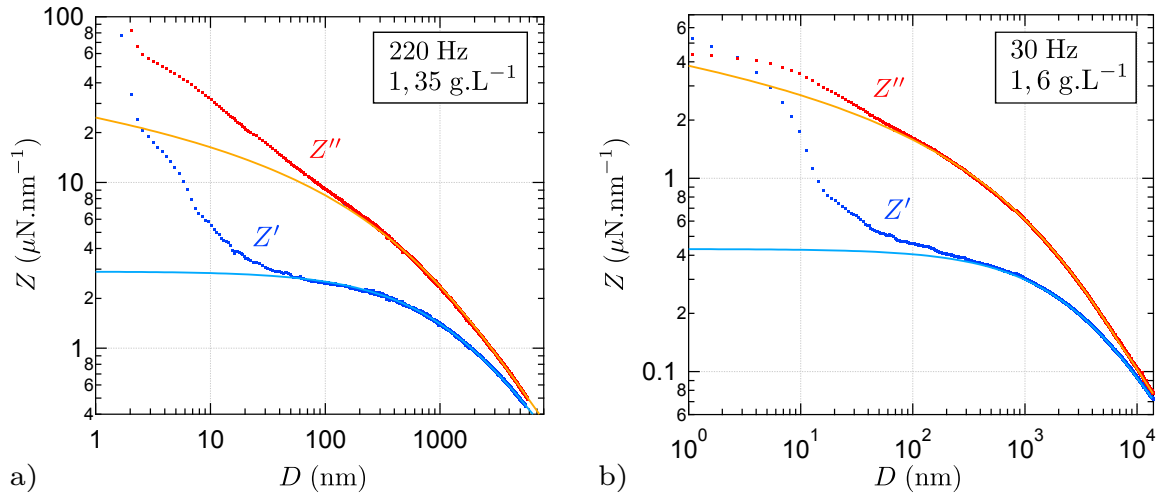 100
8
6
4
2
10
8
6
4
2
1
8
6
4
1
10
100
1000
Z (μN.nm⁻¹)
D (nm)
220 Hz
1, 35 g.L⁻¹
Z′′
Z′
a)
6
4
2
1
8
6
4
2
0.1
8
6
10⁰
10¹
10²
10³
10⁴
Z (μN.nm⁻¹)
D (nm)
30 Hz
1, 6 g.L⁻¹
Z′′
Z′
b)